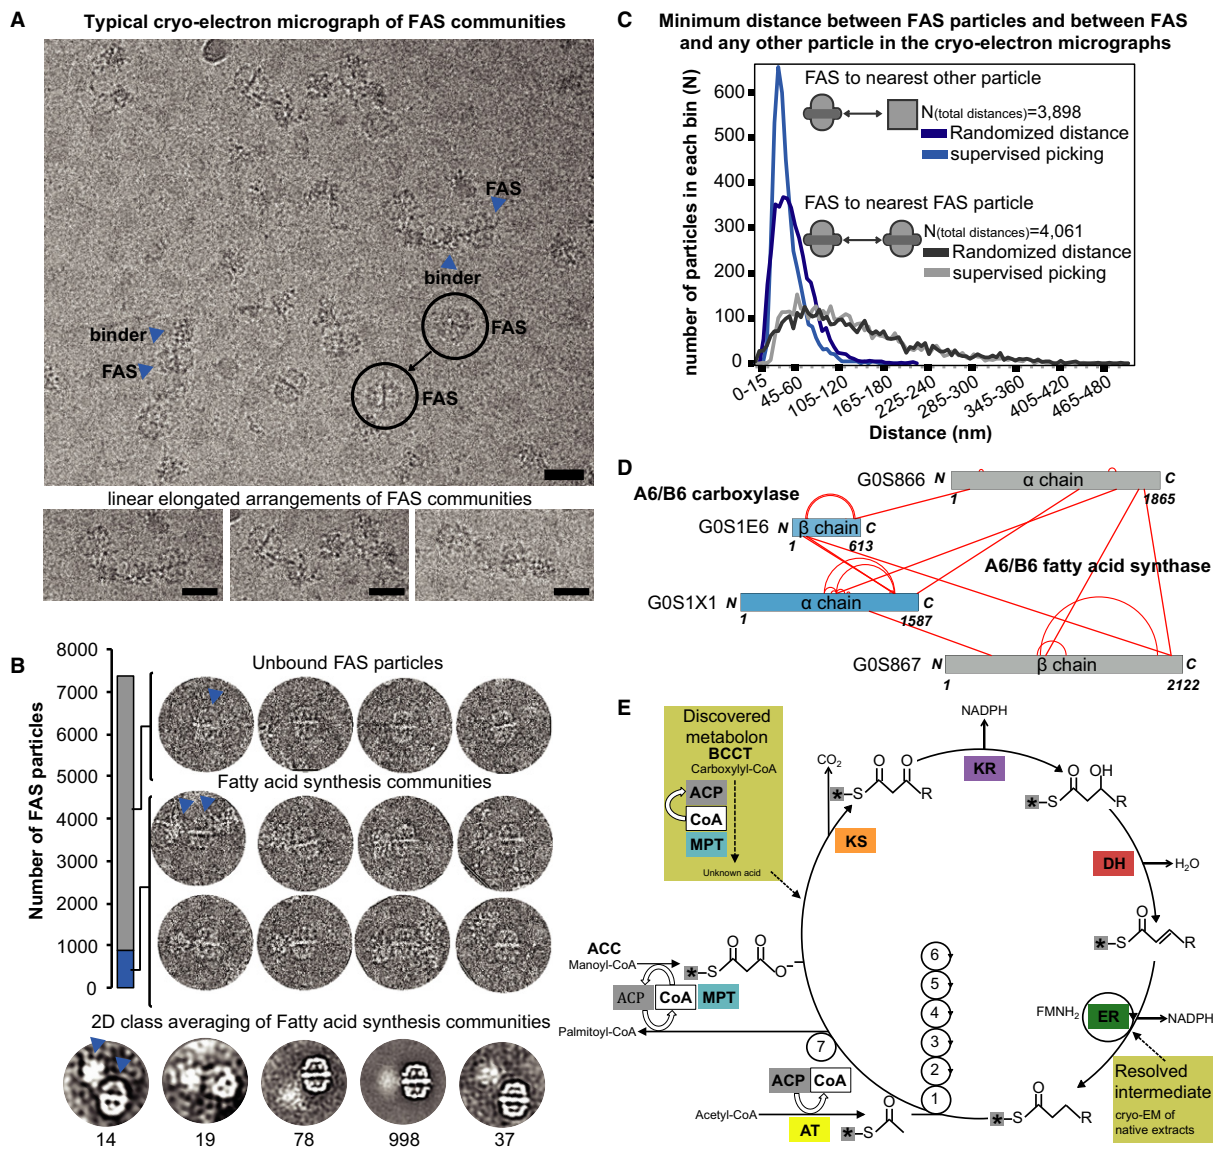 A Typical cryo-electron micrograph of FAS communities
FAS
binder
FAS
binder
FAS
FAS
linear elongated arrangements of FAS communities
B
Number of FAS particles
8000
7000
6000
5000
4000
3000
2000
1000
0
Unbound FAS particles
Fatty acid synthesis communities
2D class averaging of Fatty acid synthesis communities
14 19 78 998 37
C Minimum distance between FAS particles and between FAS
and any other particle in the cryo-electron micrographs
number of particles in each bin (N)
600
500
400
300
200
100
0
FAS to nearest other particle
N(total distances)=3,898
Randomized distance
supervised picking
FAS to nearest FAS particle
N(total distances)=4,061
Randomized distance
supervised picking
0-15 45-60 105-120 165-180 225-240 285-300 345-360 405-420 465-480
Distance (nm)
D
G0S866 N α chain C
1 1865
A6/B6 carboxylase
G0S1E6 N β chain C
1 613
A6/B6 fatty acid synthase
G0S1X1 N α chain C
1 1587
G0S867 N β chain C
1 2122
E
Discovered
metabolon
BCCT
Carboxylyl-CoA
ACP
CoA
MPT
Unknown acid
NADPH
KR
CO2
* S O O R
KS
* S O OH R
DH
H2O
* S O R
FMNH2 ER NADPH
Resolved
intermediate
cryo-EM of
native extracts
* S O R
ACC
Manoyl-CoA
* S O O O−
ACP CoA MPT
Palmitoyl-CoA
7
6
5
4
3
2
1
ACP CoA
Acetyl-CoA
AT
* S O